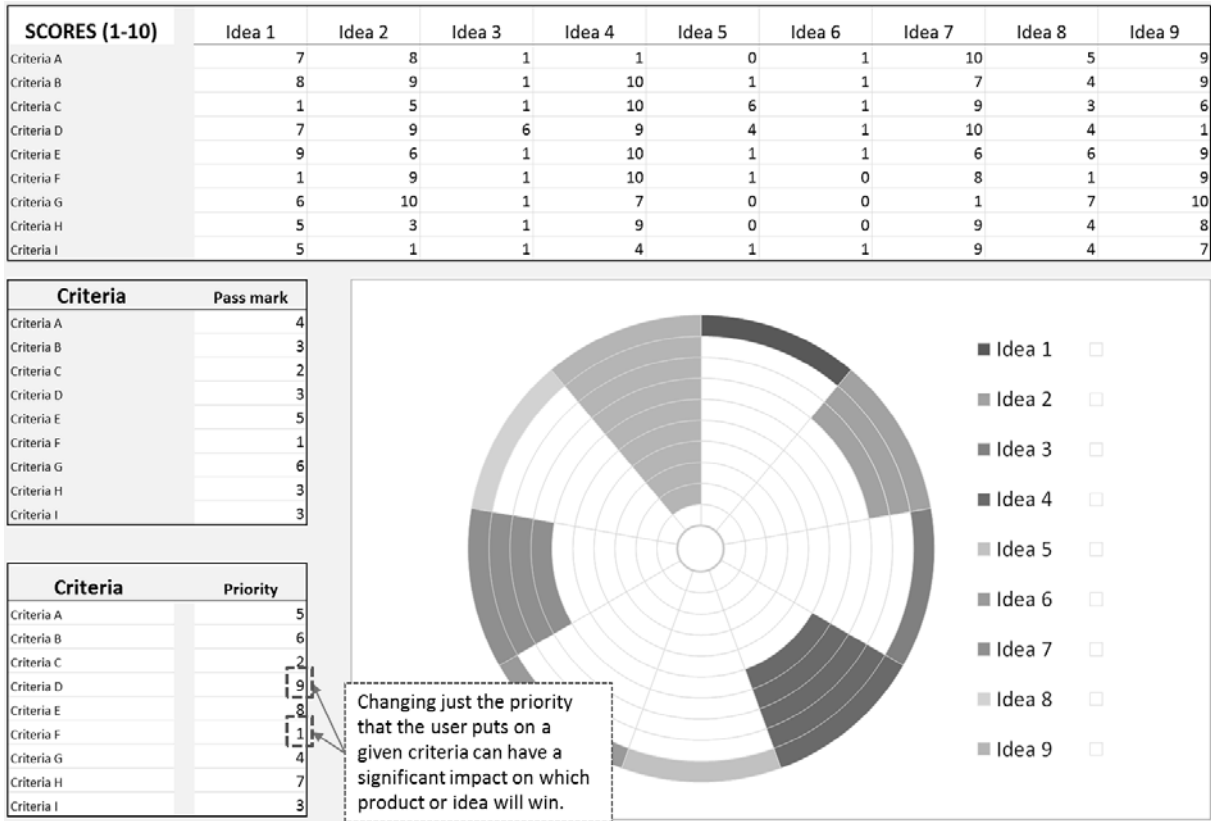 SCORES (1-10) Idea 1 Idea 2 Idea 3 Idea 4 Idea 5 Idea 6 Idea 7 Idea 8 Idea 9
Criteria A 7 8 1 1 0 1 10 5 9
Criteria B 8 9 1 10 1 1 7 4 9
Criteria C 1 5 1 10 6 1 9 3 6
Criteria D 7 9 6 9 4 1 10 4 1
Criteria E 9 6 1 10 1 1 6 6 9
Criteria F 1 9 1 10 1 0 8 1 9
Criteria G 6 10 1 7 0 0 1 7 10
Criteria H 5 3 1 9 0 0 9 4 8
Criteria I 5 1 1 4 1 1 9 4 7
Criteria Pass mark
Criteria A 4
Criteria B 3
Criteria C 2
Criteria D 3
Criteria E 5
Criteria F 1
Criteria G 6
Criteria H 3
Criteria I 3
Criteria Priority
Criteria A 5
Criteria B 6
Criteria C 2
Criteria D 9
Criteria E 8
Criteria F 1
Criteria G 4
Criteria H 7
Criteria I 3
Changing just the priority
that the user puts on a
given criteria can have a
significant impact on which
product or idea will win.
Idea 1
Idea 2
Idea 3
Idea 4
Idea 5
Idea 6
Idea 7
Idea 8
Idea 9